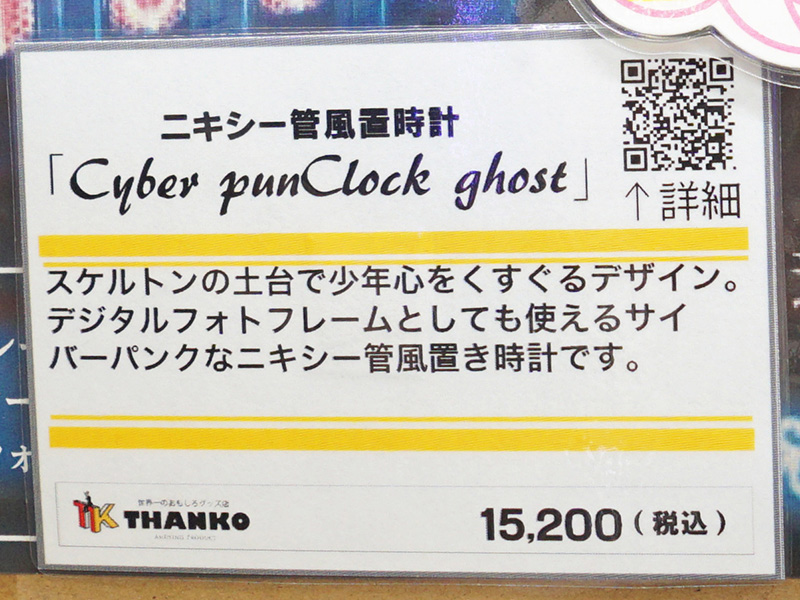 ニキシー管風置時計
「Cyber punClock ghost」
↑詳細
スケルトンの土台で少年心をくすぐるデザイン。
デジタルフォトフレームとしても使えるサイ
バーパンクなニキシー管風置き時計です。
世界一のおもしろグッズ店
THANKO
15,200(税込)